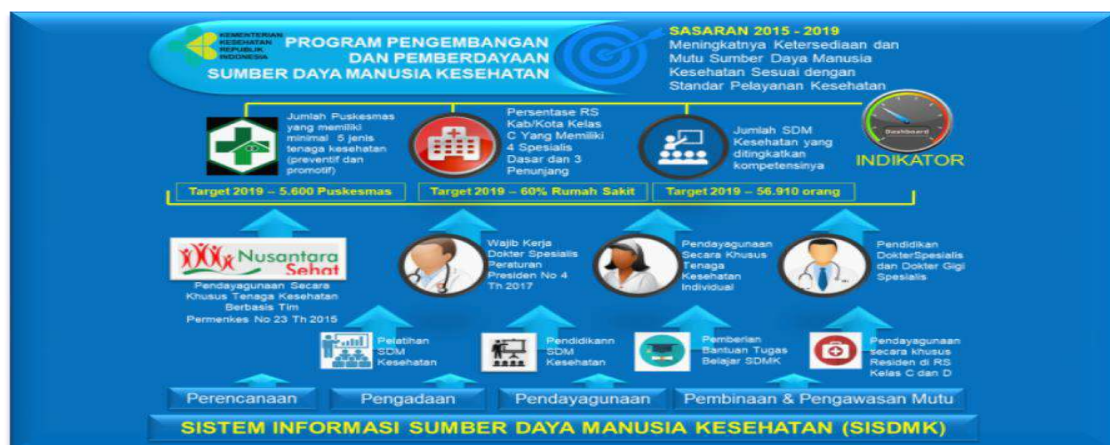 KEMENTERIAN
KESEHATAN
REPUBLIK
INDONESIA
PROGRAM PENGEMBANGAN
DAN PEMBERDAYAAN
SUMBER DAYA MANUSIA KESEHATAN
SASARAN 2015 - 2019
Meningkatnya Ketersediaan dan
Mutu Sumber Daya Manusia
Kesehatan Sesuai dengan
Standar Pelayanan Kesehatan
Jumlah Puskesmas
yang memiliki
minimal 5 jenis
tenaga kesehatan
(preventif dan
promotif)
Persentase RS
Kab/Kota Kelas
C Yang Memiliki
4 Spesialis
Dasar dan 3
Penunjang
Jumlah SDM
Kesehatan yang
ditingkatkan
kompetensinya
Dashboard
INDIKATOR
Target 2019 – 5.600 Puskesmas
Target 2019 – 60% Rumah Sakit
Target 2019 – 56.910 orang
Nusantara
Sehat
Pendayagunaan Secara
Khusus Tenaga Kesehatan
Berbasis Tim
Permenkes No 23 Th 2015
Wajib Kerja
Dokter Spesialis
Peraturan
Presiden No 4
Th 2017
Pendayagunaan
Secara Khusus
Tenaga
Kesehatan
Individual
Pendidikan
DokterSpesialis
dan Dokter Gigi
Spesialis
Pelatihan
SDM
Kesehatan
Pendidikann
SDM
Kesehatan
Pemberian
Bantuan Tugas
Belajar SDMK
Pendayagunaan
secara khusus
Residen di RS
Kelas C dan D
Perencanaan
Pengadaan
Pendayagunaan
Pembinaan & Pengawasan Mutu
SISTEM INFORMASI SUMBER DAYA MANUSIA KESEHATAN (SISDMK)